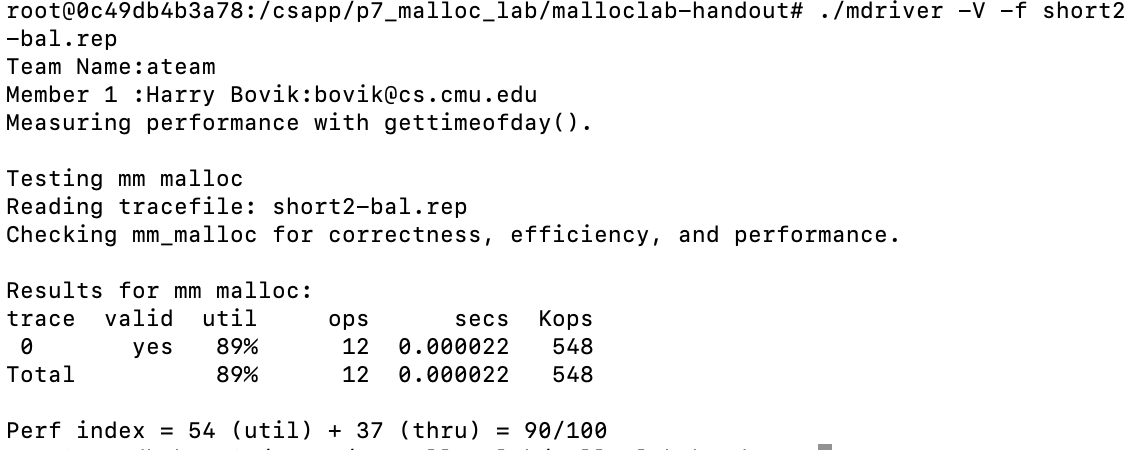 root@0c49db4b3a78:/csapp/p7_malloc_lab/malloclab-handout# ./mdriver -V -f short2
-bal.rep
Team Name:ateam
Member 1 :Harry Bovik:bovik@cs.cmu.edu
Measuring performance with gettimeofday().
Testing mm malloc
Reading tracefile: short2-bal.rep
Checking mm_malloc for correctness, efficiency, and performance.
Results for mm malloc:
trace  valid  util     ops      secs  Kops
 0       yes   89%      12  0.000022   548
Total          89%      12  0.000022   548
Perf index = 54 (util) + 37 (thru) = 90/100